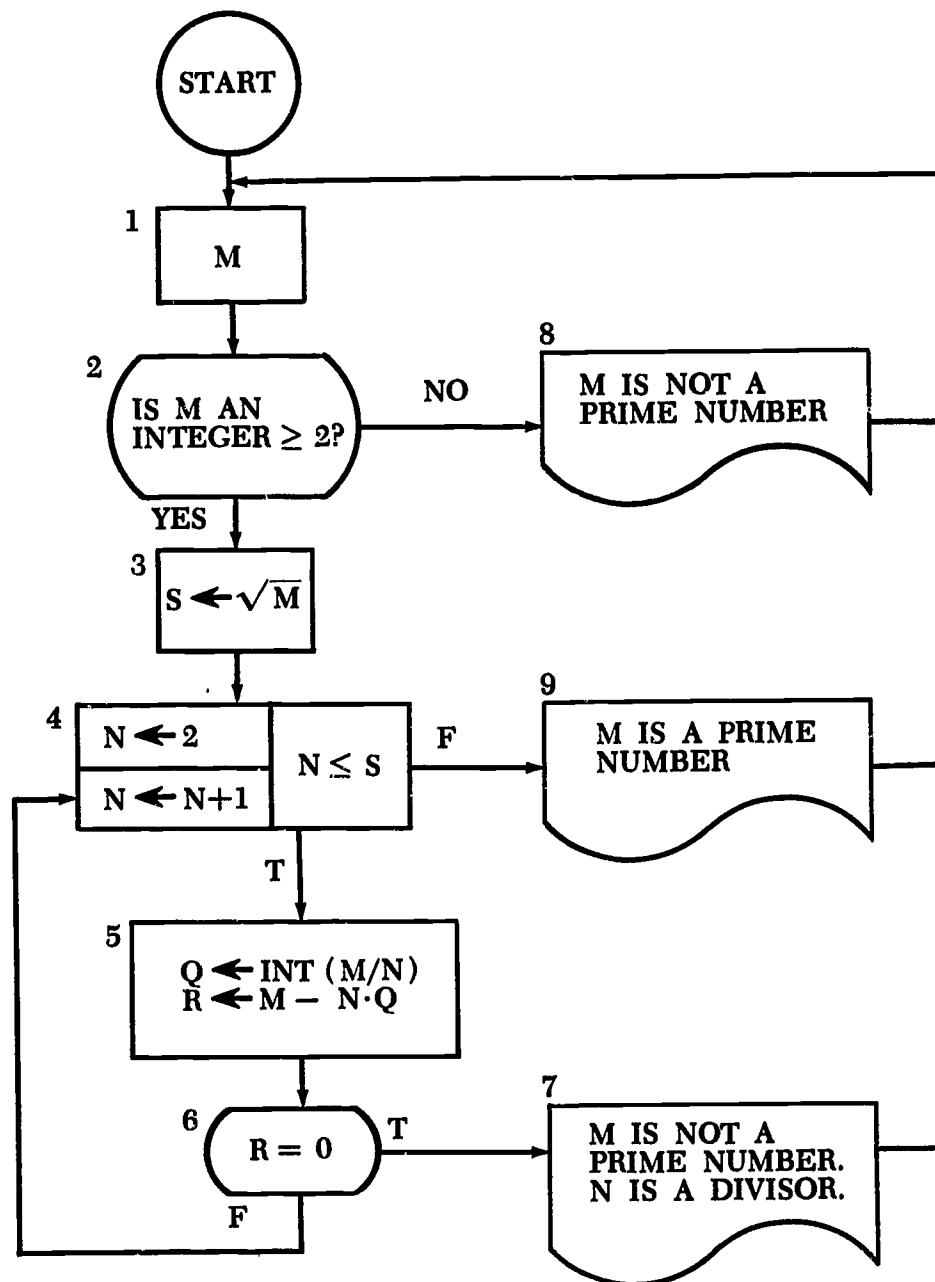 START
1
M
2
IS M AN
INTEGER ≥ 2?
NO
8
M IS NOT A
PRIME NUMBER
YES
3
S ← √M
4
N ← 2
N ← N+1
N ≤ S
F
9
M IS A PRIME
NUMBER
T
5
Q ← INT (M/N)
R ← M – N·Q
6
R = 0
T
7
M IS NOT A
PRIME NUMBER.
N IS A DIVISOR.
F